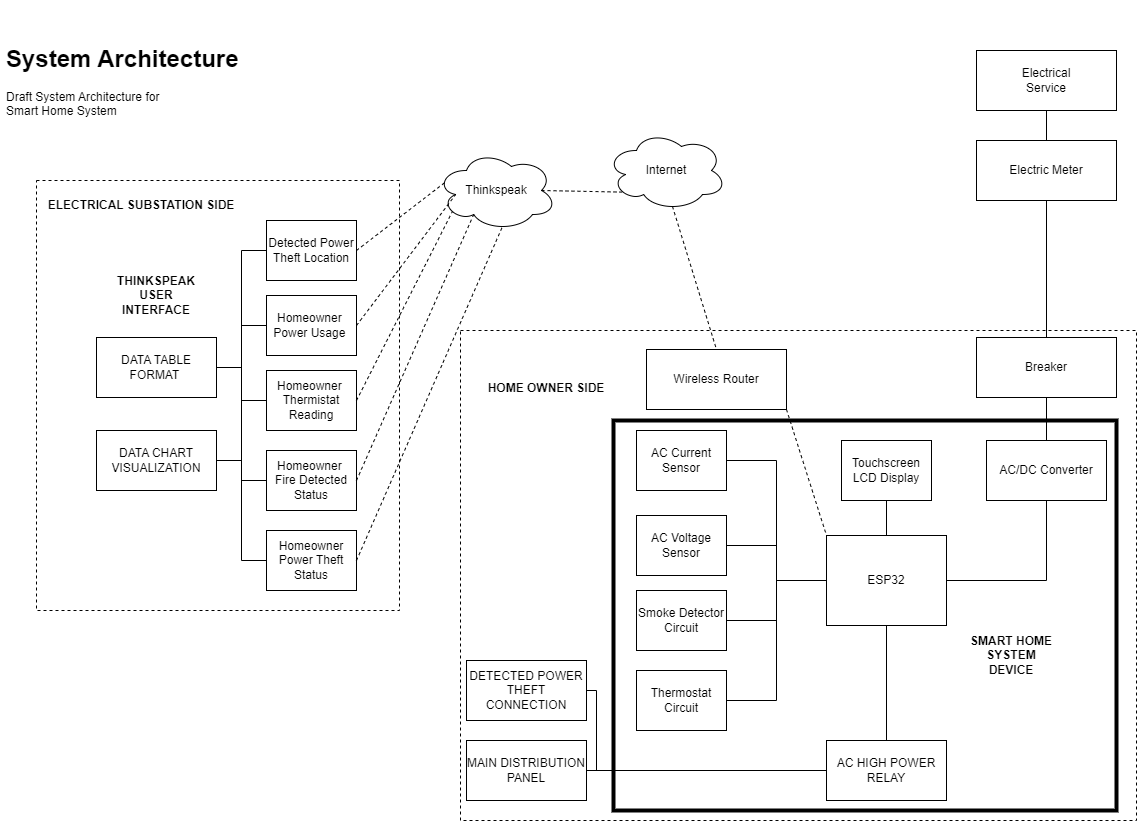 System Architecture
Draft System Architecture for
Smart Home System
Electrical
Service
Electric Meter
Internet
Thinkspeak
ELECTRICAL SUBSTATION SIDE
Detected Power
Theft Location
THINKSPEAK
USER
INTERFACE
Homeowner
Power Usage
DATA TABLE
FORMAT
Homeowner
Thermistat
Reading
DATA CHART
VISUALIZATION
Homeowner
Fire Detected
Status
Homeowner
Power Theft
Status
HOME OWNER SIDE
Wireless Router
Breaker
AC Current
Sensor
Touchscreen
LCD Display
AC/DC Converter
AC Voltage
Sensor
ESP32
Smoke Detector
Circuit
SMART HOME
SYSTEM
DEVICE
Thermostat
Circuit
DETECTED POWER
THEFT
CONNECTION
MAIN DISTRIBUTION
PANEL
AC HIGH POWER
RELAY